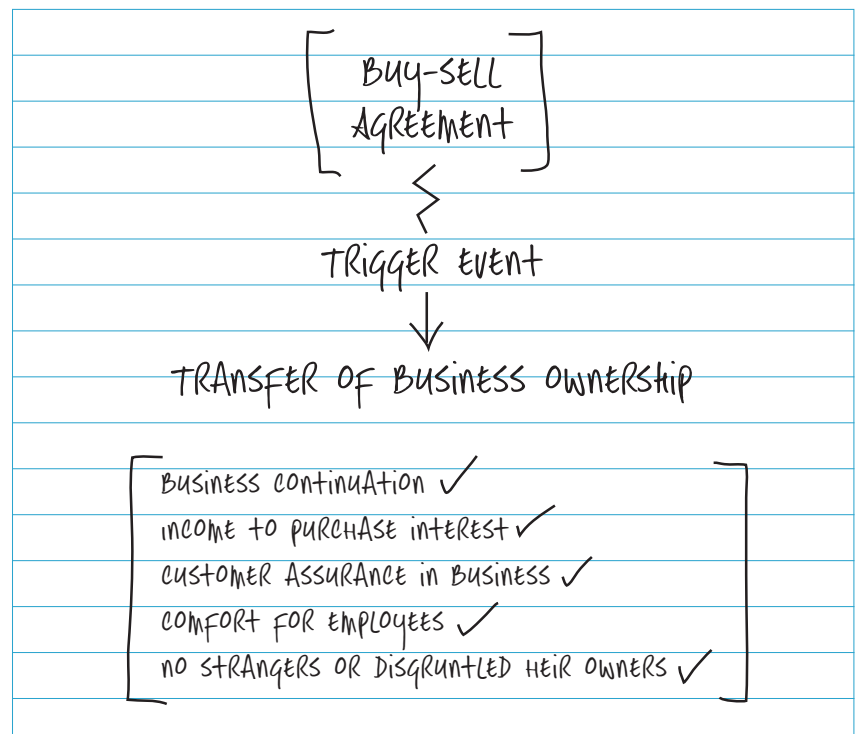 BUY-SELL
AGREEMENT
TRIGGER EVENT
TRANSFER OF BUSINESS OWNERSHIP
BUSINESS CONTINUATION ✓
INCOME TO PURCHASE INTEREST ✓
CUSTOMER ASSURANCE IN BUSINESS ✓
COMFORT FOR EMPLOYEES ✓
NO STRANGERS OR DISGRUNTLED HEIR OWNERS ✓